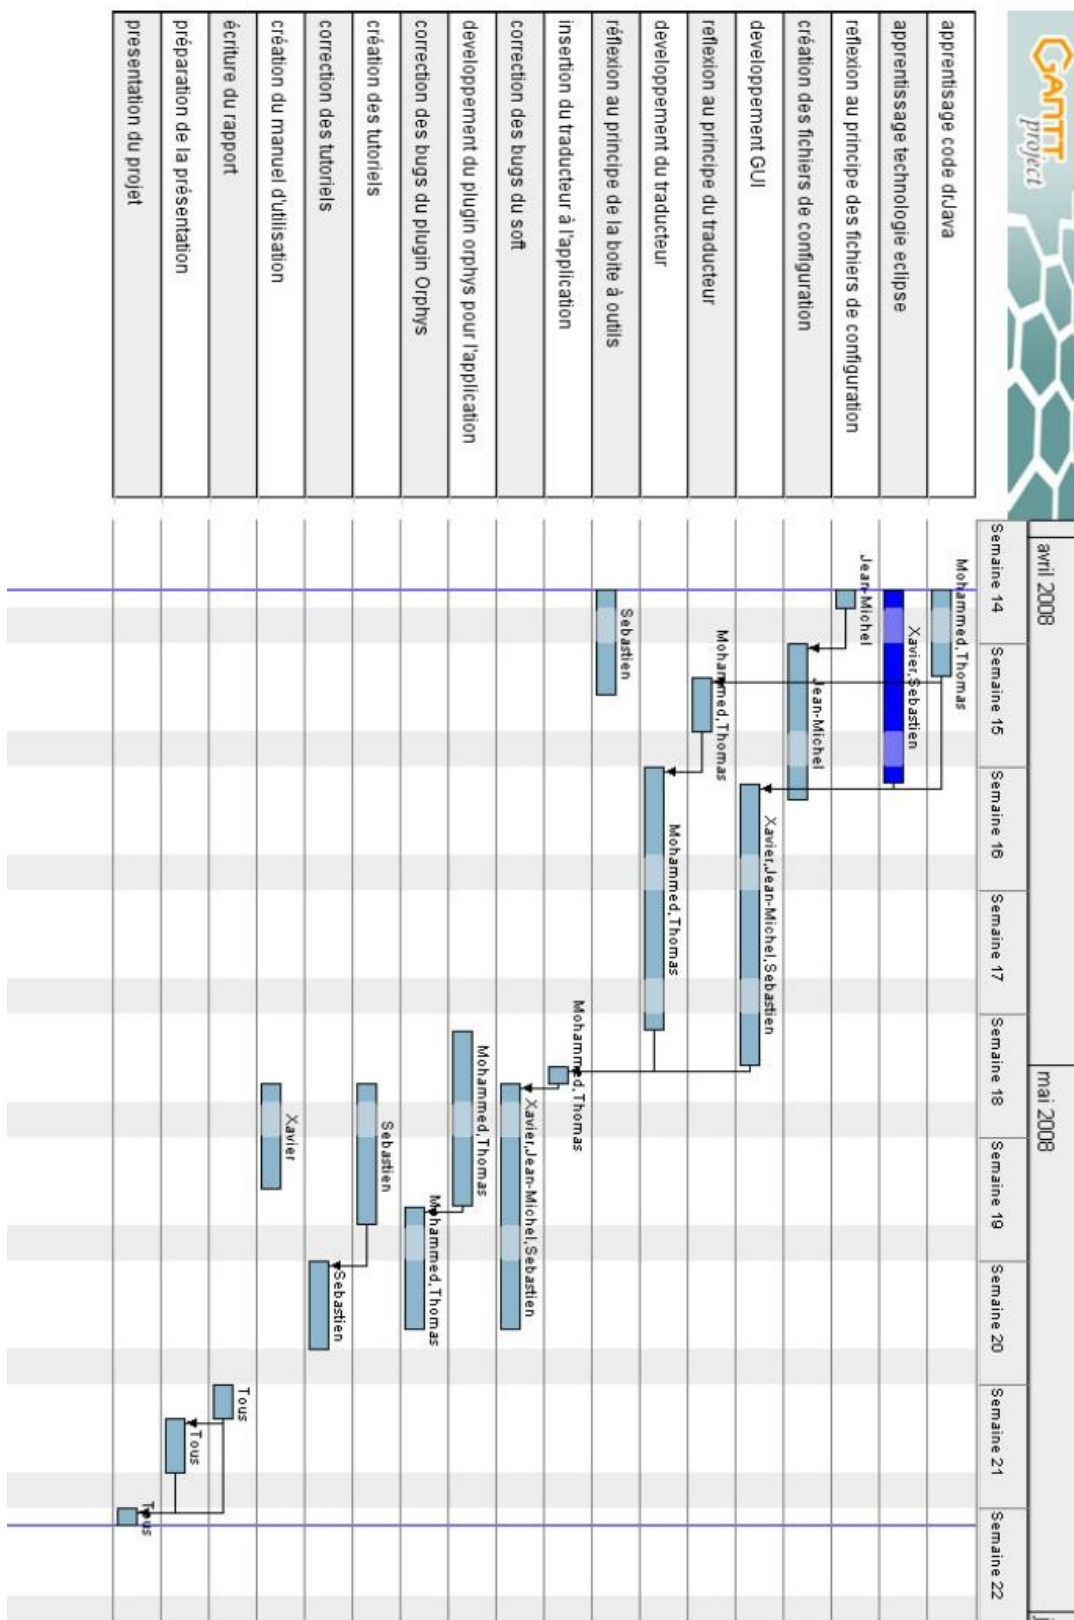 GANTT
project
avril 2008
mai 2008
Semaine 14
Semaine 15
Semaine 16
Semaine 17
Semaine 18
Semaine 19
Semaine 20
Semaine 21
Semaine 22
apprentisage code drJava
Mohammed,Thomas
apprentissage technologie eclipse
Xavier,Sebastien
reflexion au principe des fichiers de configuration
Jean-Michel
création des fichiers de configuration
Jean-Michel
developpement GUI
Xavier,Jean-Michel,Sebastien
reflexion au principe du traducteur
Mohammed,Thomas
developpement du traducteur
Mohammed,Thomas
réflexion au principe de la boite à outils
Sebastien
insertion du traducteur à l'application
Mohammed,Thomas
correction des bugs du soft
Xavier,Jean-Michel,Sebastien
developpement du plugin orphys pour l'application
Mohammed,Thomas
correction des bugs du plugin Orphys
Mohammed,Thomas
création des tutoriels
Sebastien
correction des tutoriels
Sebastien
création du manuel d'utilisation
Xavier
écriture du rapport
Tous
préparation de la présentation
Tous
presentation du projet
Tous